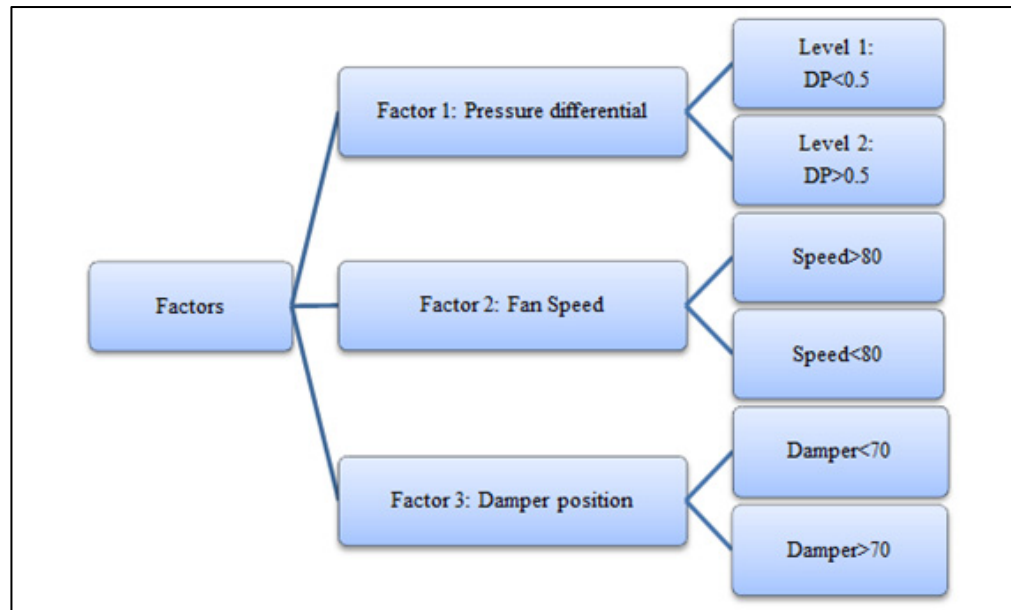 Factors
Factor 1: Pressure differential
Level 1:
DP<0.5
Level 2:
DP>0.5
Factor 2: Fan Speed
Speed>80
Speed<80
Factor 3: Damper position
Damper<70
Damper>70